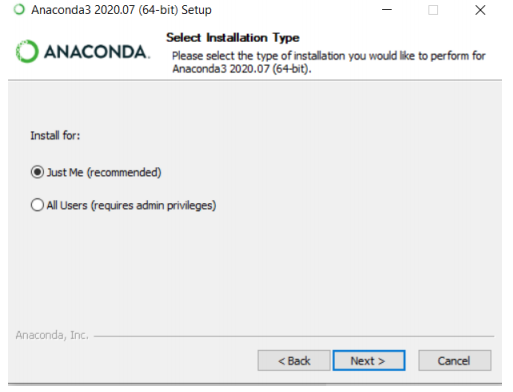 Anaconda3 2020.07 (64-bit) Setup
ANACONDA.
Select Installation Type
Please select the type of installation you would like to perform for
Anaconda3 2020.07 (64-bit).
Install for:
Just Me (recommended)
All Users (requires admin privileges)
Anaconda, Inc.
< Back
Next >
Cancel